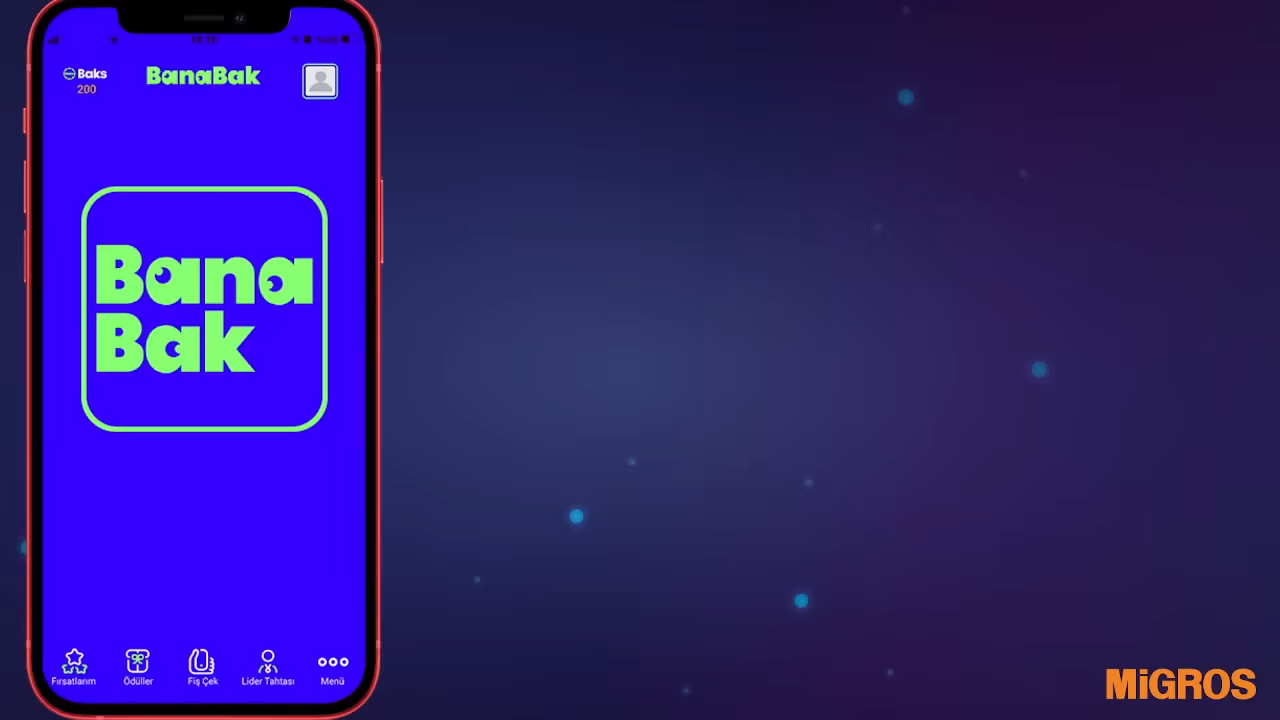 Baks
200
BanaBak
Bana
Bak
Fırsatlarım
Ödüller
Fiş Çek
Lider Tahtası
Menü
MiGROS